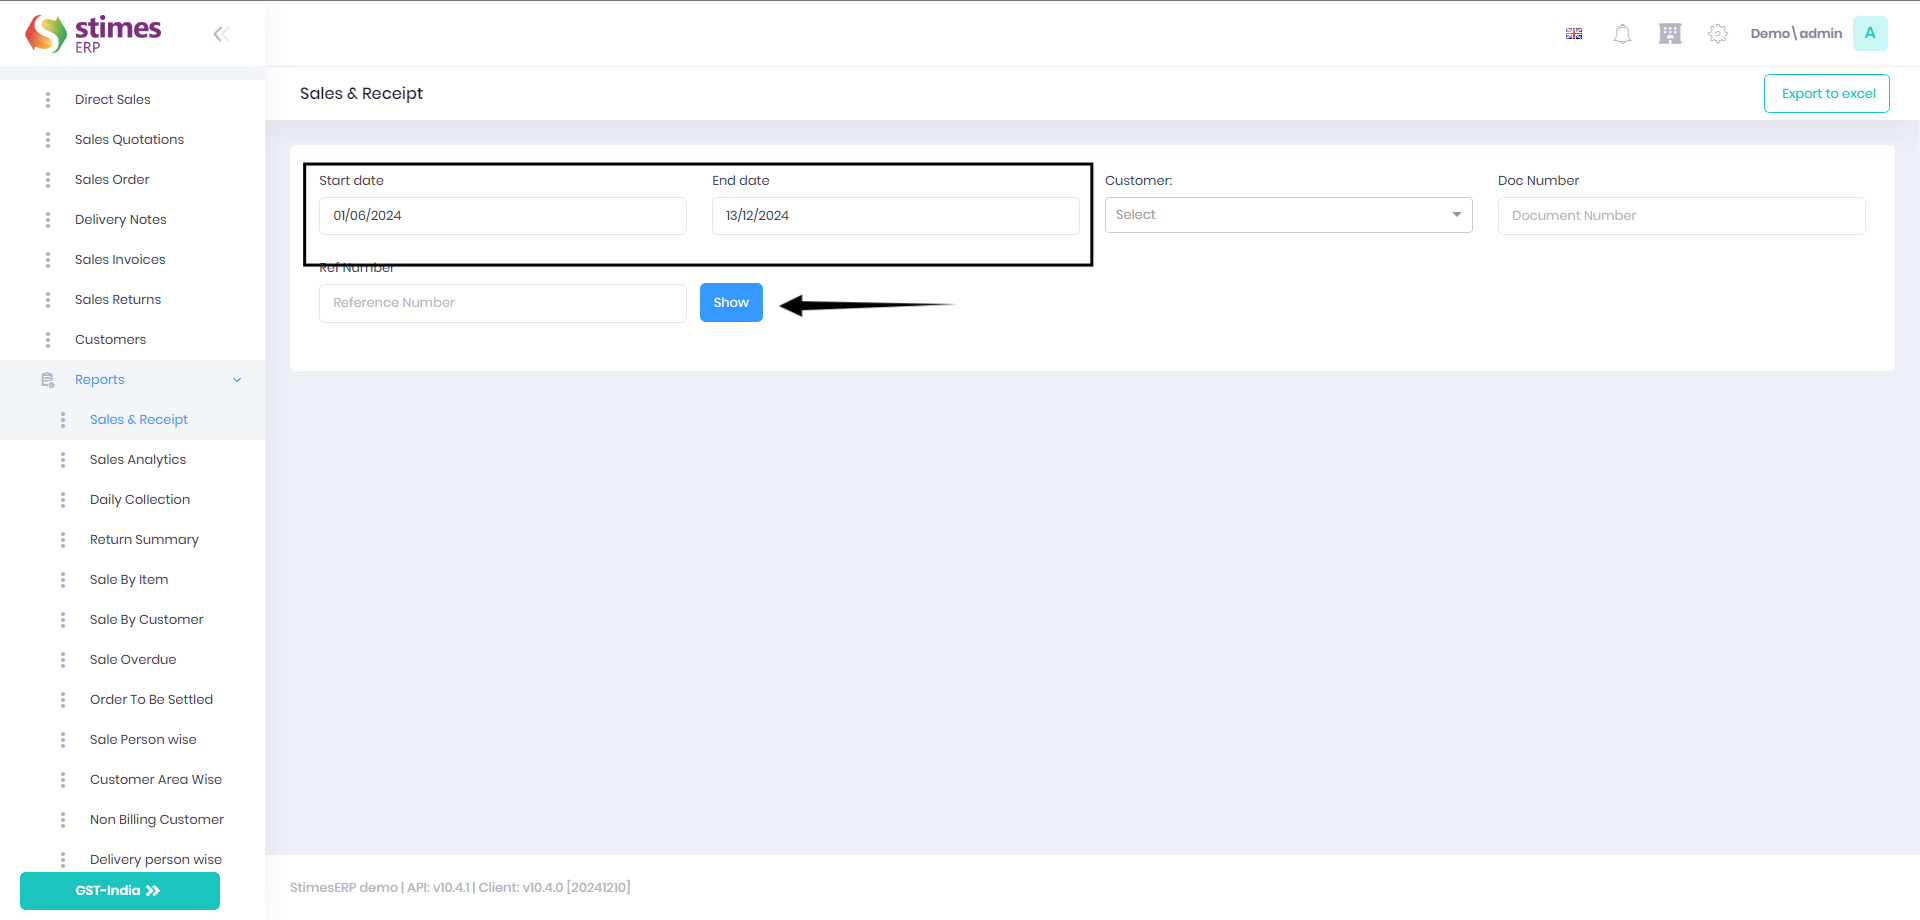 stimes
ERP
Demo\admin
A
Direct Sales
Sales Quotations
Sales Order
Delivery Notes
Sales Invoices
Sales Returns
Customers
Reports
Sales & Receipt
Sales Analytics
Daily Collection
Return Summary
Sale By Item
Sale By Customer
Sale Overdue
Order To Be Settled
Sale Person wise
Customer Area Wise
Non Billing Customer
Delivery person wise
GST-India
Sales & Receipt
Export to excel
Start date
End date
Customer:
Doc Number
01/06/2024
13/12/2024
Select
Document Number
Ref Number
Reference Number
Show
StimesERP demo | API: v10.4.1 | Client: v10.4.0 [20241210]